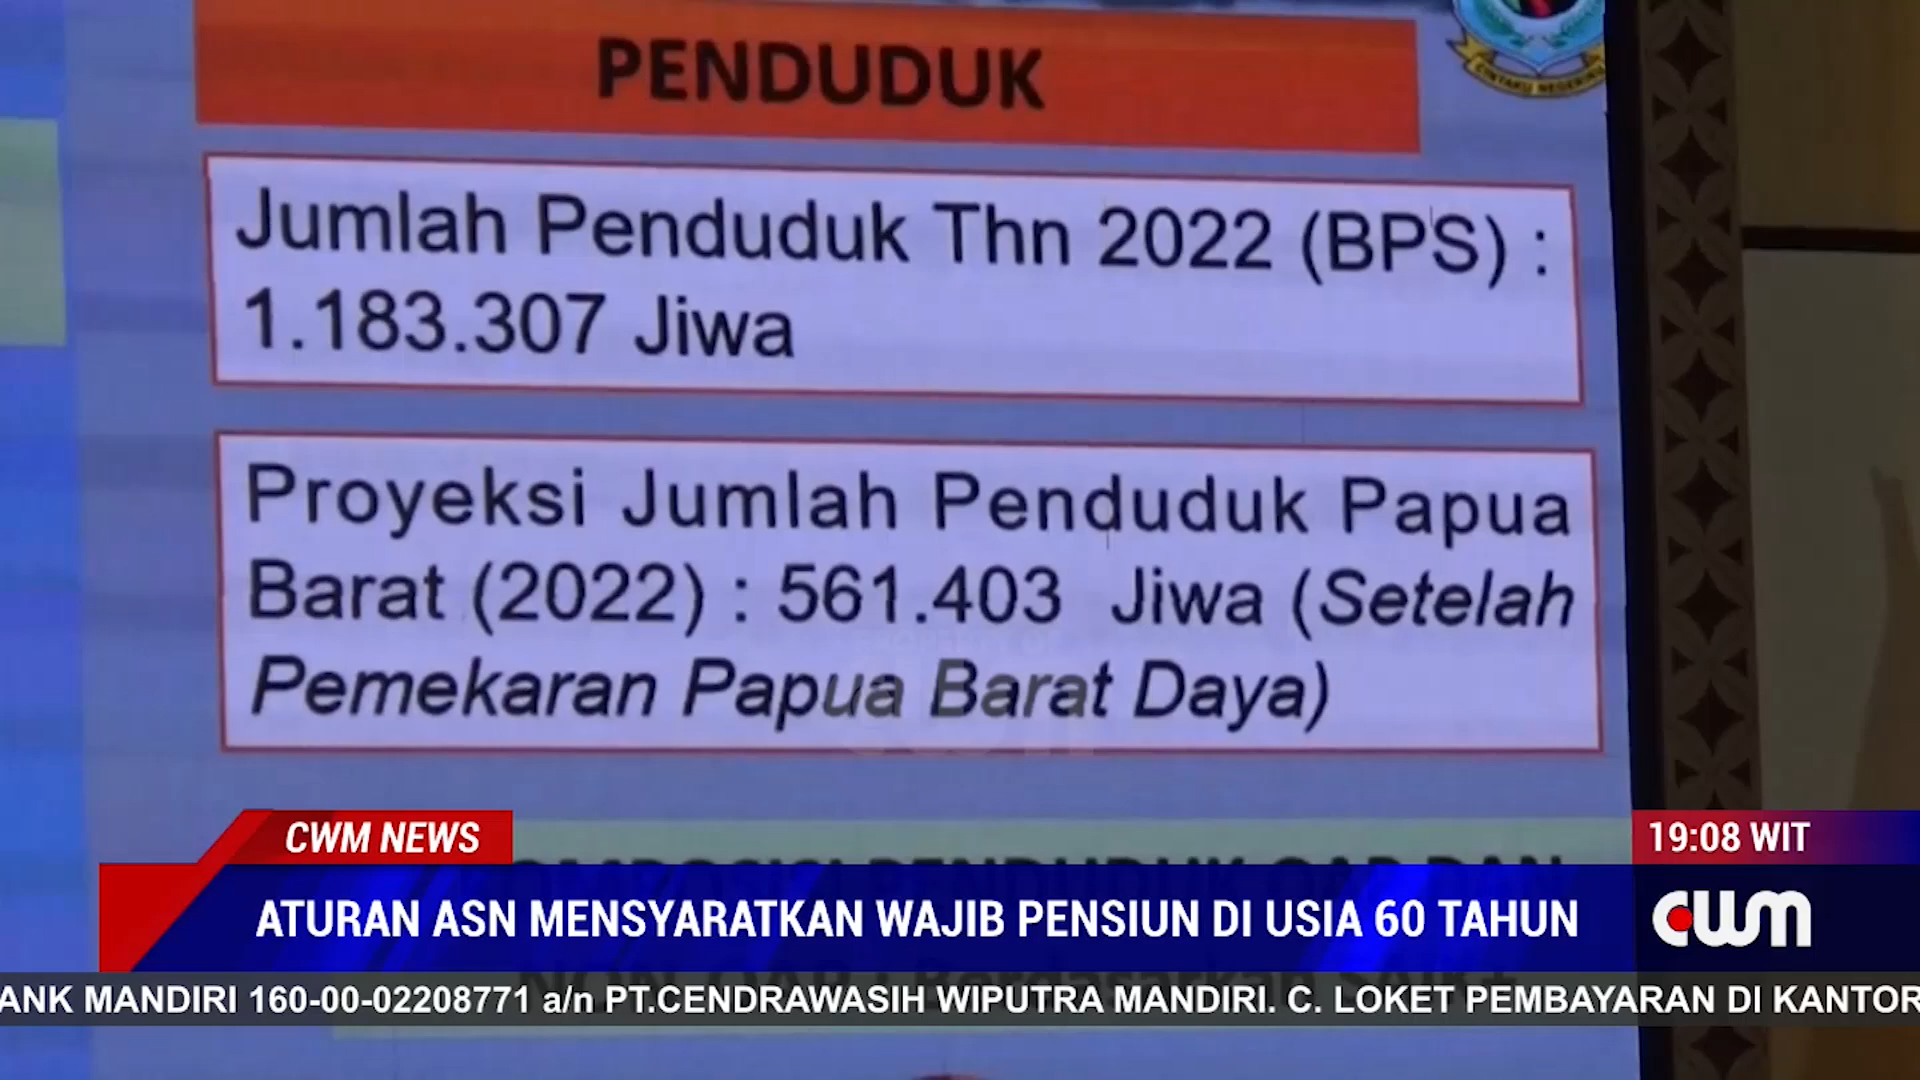 PENDUDUK
CINTAKU NEGERIKU
Jumlah Penduduk Thn 2022 (BPS) :
1.183.307 Jiwa
Proyeksi Jumlah Penduduk Papua
Barat (2022) : 561.403 Jiwa (Setelah
Pemekaran Papua Barat Daya)
CWM NEWS
19:08 WIT
ATURAN ASN MENSYARATKAN WAJIB PENSIUN DI USIA 60 TAHUN
cwm
ANK MANDIRI 160-00-02208771 a/n PT.CENDRAWASIH WIPUTRA MANDIRI. C. LOKET PEMBAYARAN DI KANTOR